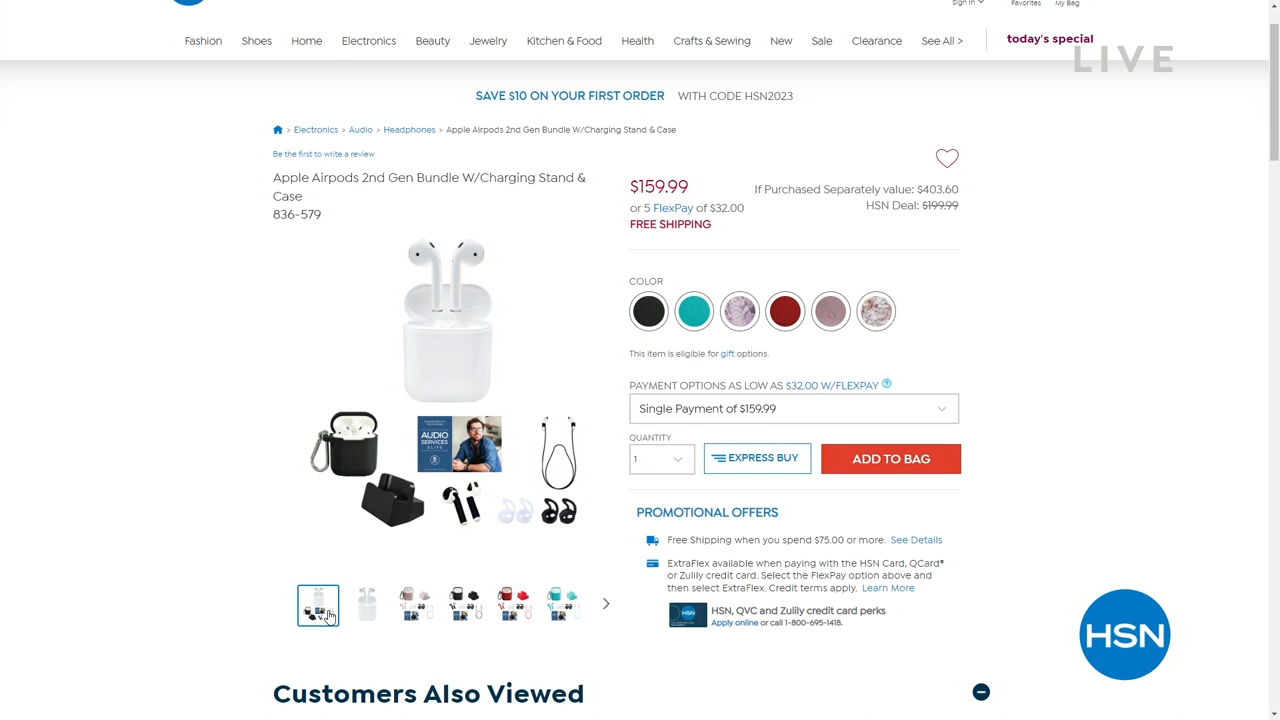 Sign In
Favorites
My Bag
Fashion Shoes Home Electronics Beauty Jewelry Kitchen & Food Health Crafts & Sewing New Sale Clearance See All >
today's special
LIVE
SAVE $10 ON YOUR FIRST ORDER WITH CODE HSN2023
> Electronics > Audio > Headphones > Apple Airpods 2nd Gen Bundle W/Charging Stand & Case
Be the first to write a review
Apple Airpods 2nd Gen Bundle W/Charging Stand &
Case
836-579
$159.99
If Purchased Separately value: $403.60
or 5 FlexPay of $32.00
HSN Deal: $199.99
FREE SHIPPING
COLOR
This item is eligible for gift options.
PAYMENT OPTIONS AS LOW AS $32.00 W/FLEXPAY ?
Single Payment of $159.99
QUANTITY
1
EXPRESS BUY
ADD TO BAG
AUDIO
SERVICES
ELITE
5
PROMOTIONAL OFFERS
Free Shipping when you spend $75.00 or more. See Details
ExtraFlex available when paying with the HSN Card, QCard®
or Zulily credit card. Select the FlexPay option above and
then select ExtraFlex. Credit terms apply. Learn More
HSN
HSN, QVC and Zulily credit card perks
Apply online or call 1-800-695-1418.
HSN
Customers Also Viewed